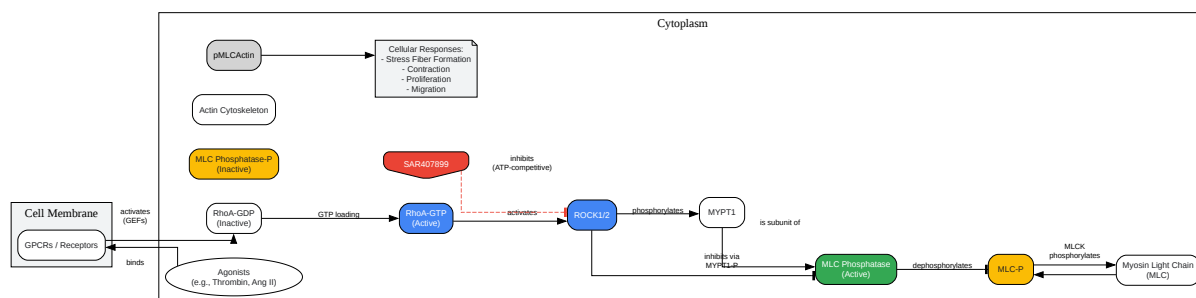 Cytoplasm
pMLCActin
Cellular Responses:
- Stress Fiber Formation
- Contraction
- Proliferation
- Migration
Actin Cytoskeleton
MLC Phosphatase-P
(Inactive)
SAR407899
inhibits
(ATP-competitive)
Cell Membrane
GPCRs / Receptors
activates
(GEFs)
binds
RhoA-GDP
(Inactive)
GTP loading
RhoA-GTP
(Active)
activates
ROCK1/2
phosphorylates
MYPT1
is subunit of
Agonists
(e.g., Thrombin, Ang II)
inhibits via
MYPT1-P
MLC Phosphatase
(Active)
dephosphorylates
MLC-P
MLCK
phosphorylates
Myosin Light Chain
(MLC)